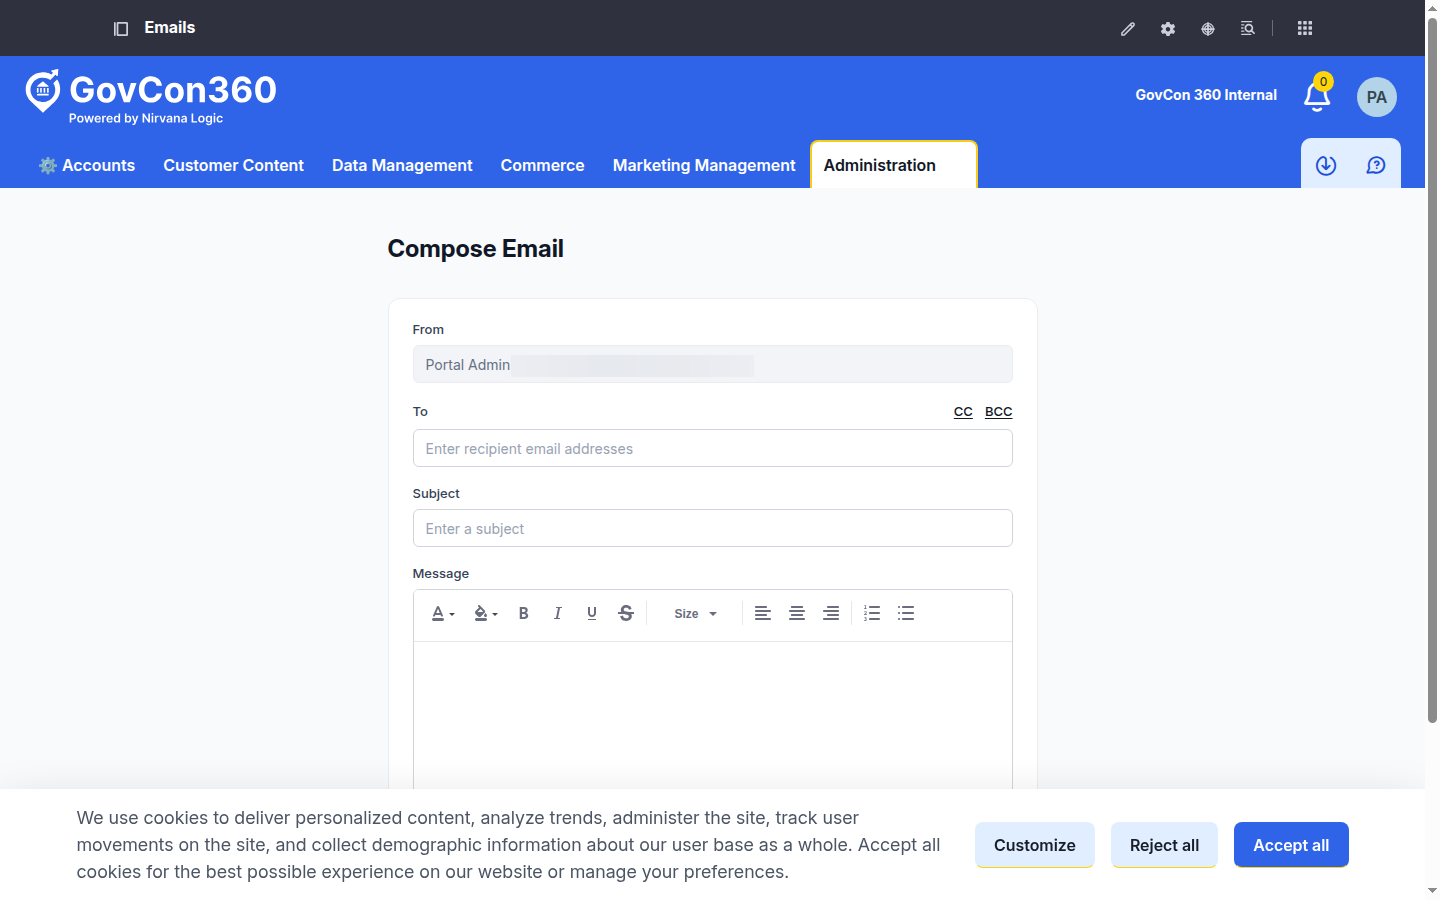 Emails
GovCon360
Powered by Nirvana Logic
GovCon 360 Internal
0
PA
Accounts
Customer Content
Data Management
Commerce
Marketing Management
Administration
Compose Email
From
Portal Admin
To
CC BCC
Enter recipient email addresses
Subject
Enter a subject
Message
A B I U S Size
We use cookies to deliver personalized content, analyze trends, administer the site, track user
movements on the site, and collect demographic information about our user base as a whole. Accept all
cookies for the best possible experience on our website or manage your preferences.
Customize
Reject all
Accept all